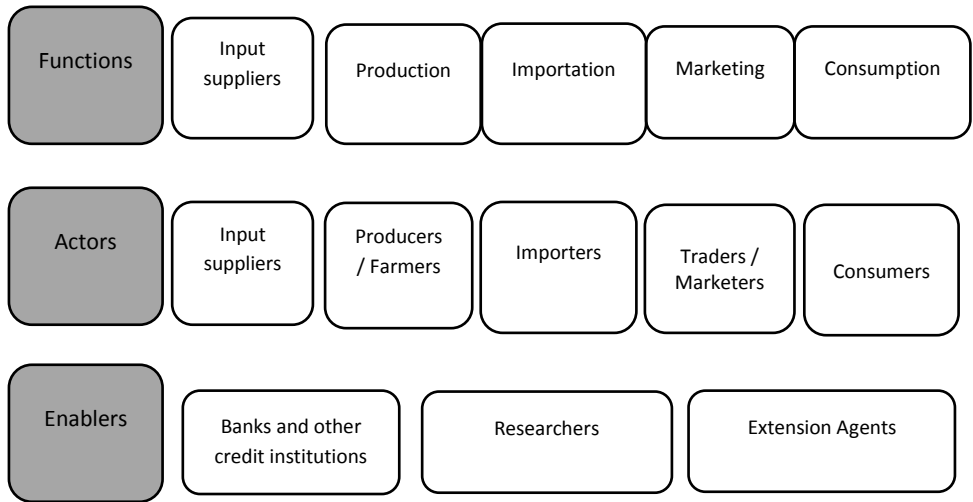 Functions
Input
suppliers
Production
Importation
Marketing
Consumption
Actors
Input
suppliers
Producers
/ Farmers
Importers
Traders /
Marketers
Consumers
Enablers
Banks and other
credit institutions
Researchers
Extension Agents